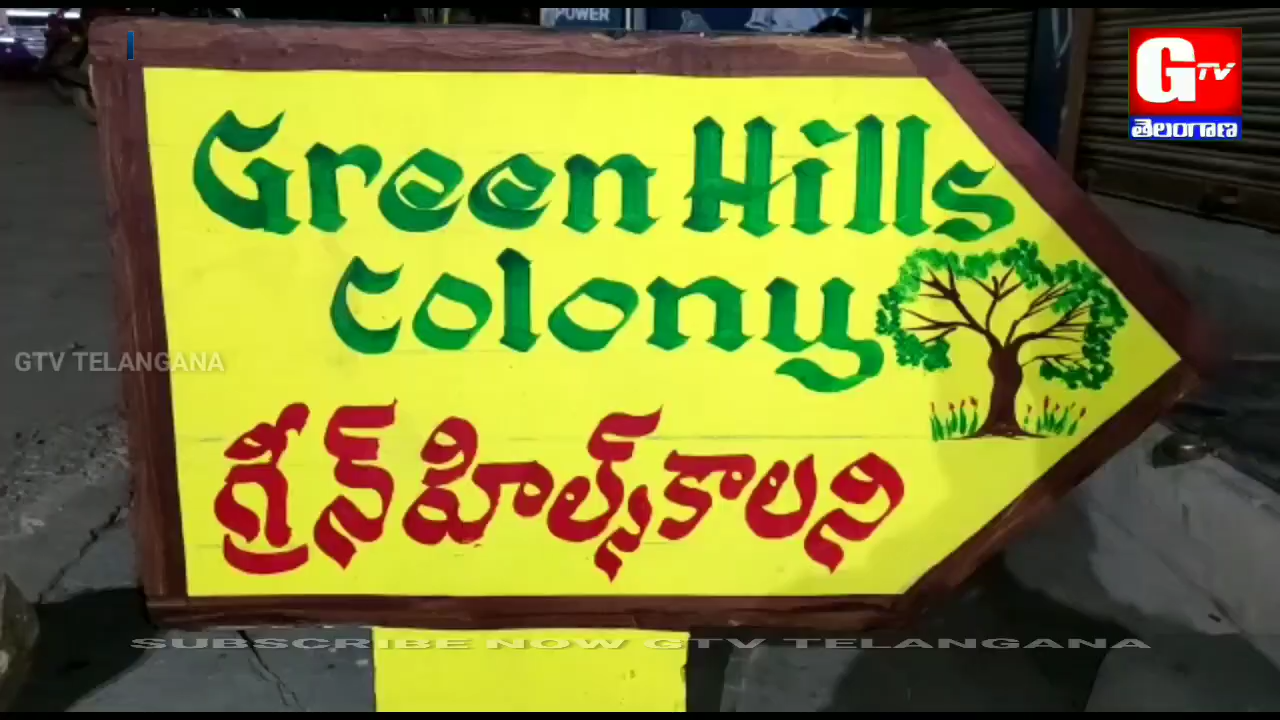 POWER
G TV
తెలంగాణ
Green Hills
Colony
GTV TELANGANA
గ్రీన్ హిల్స్ కాలని
SUBSCRIBE NOW GTV TELANGANA